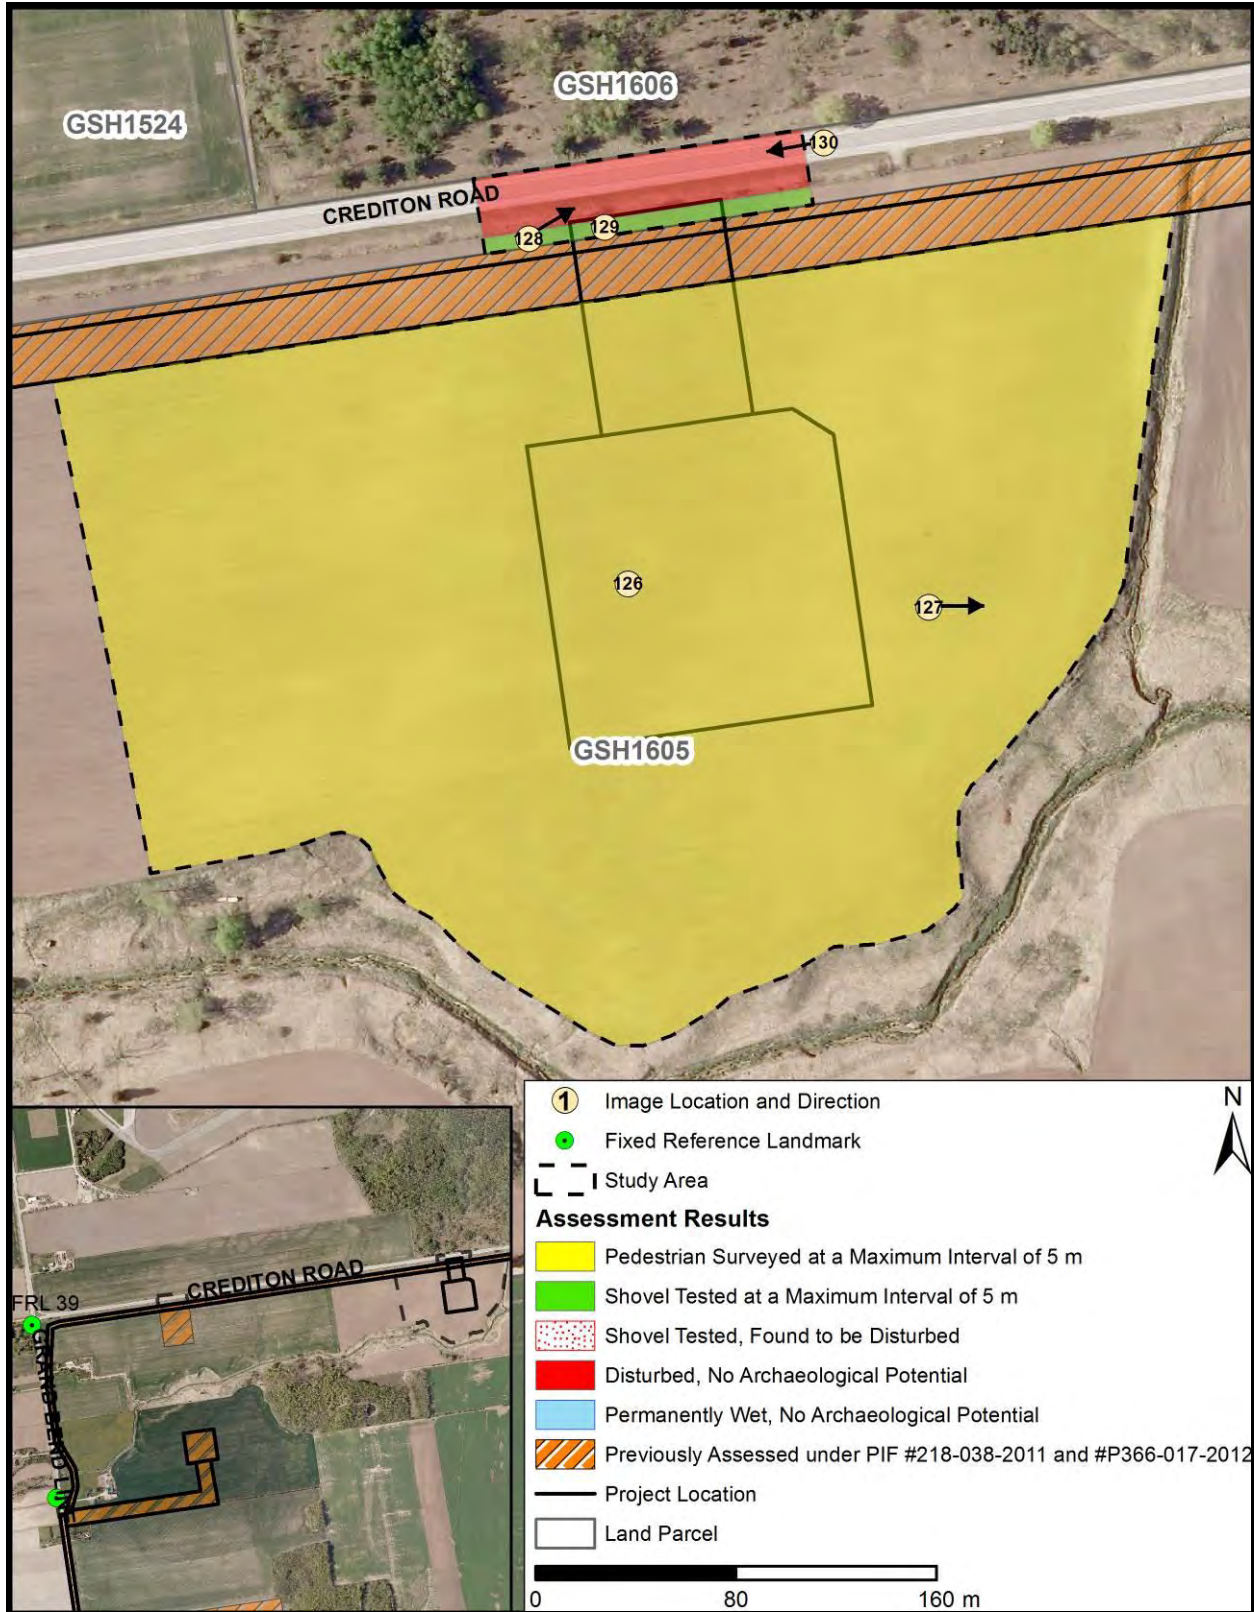 GSH1606
GSH1524
130
CREDITON ROAD
128
129
126
127
GSH1605
1 Image Location and Direction
N
Fixed Reference Landmark
Study Area
Assessment Results
Pedestrian Surveyed at a Maximum Interval of 5 m
Shovel Tested at a Maximum Interval of 5 m
Shovel Tested, Found to be Disturbed
Disturbed, No Archaeological Potential
Permanently Wet, No Archaeological Potential
Previously Assessed under PIF #218-038-2011 and #P366-017-2012
Project Location
Land Parcel
0 80 160 m
CREDITON ROAD
FRL 39
GRAND BEND